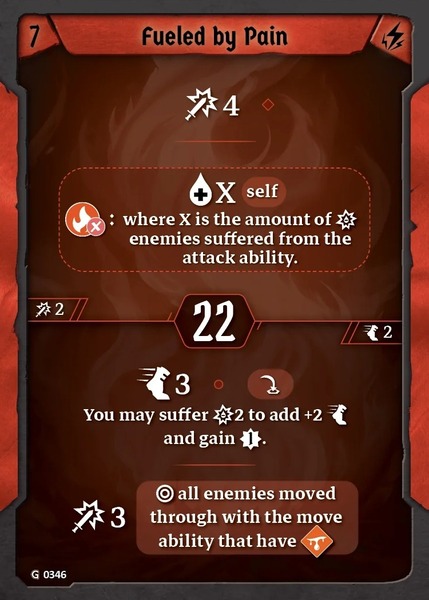 7
Fueled by Pain
4
X self
: where X is the amount of
enemies suffered from the
attack ability.
2
22
2
3
You may suffer 2 to add +2
and gain 1.
3
all enemies moved
through with the move
ability that have
G 0346